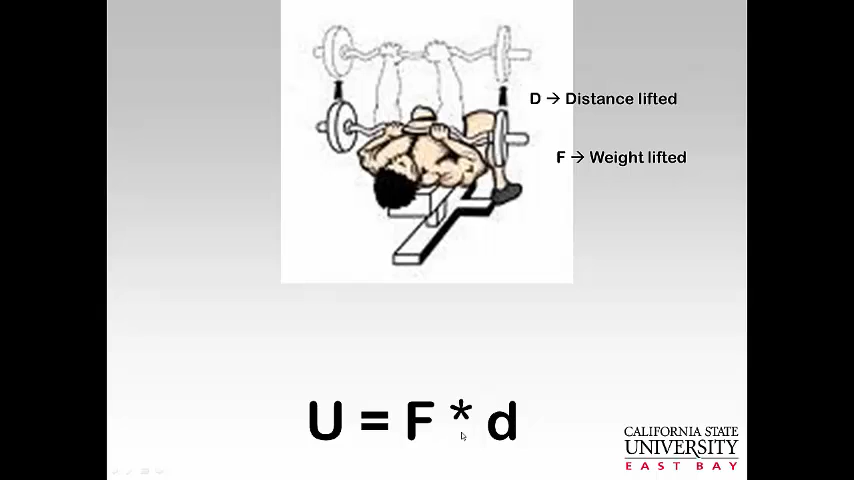 D → Distance lifted
F → Weight lifted
U = F * d
CALIFORNIA STATE
UNIVERSITY
EAST BAY